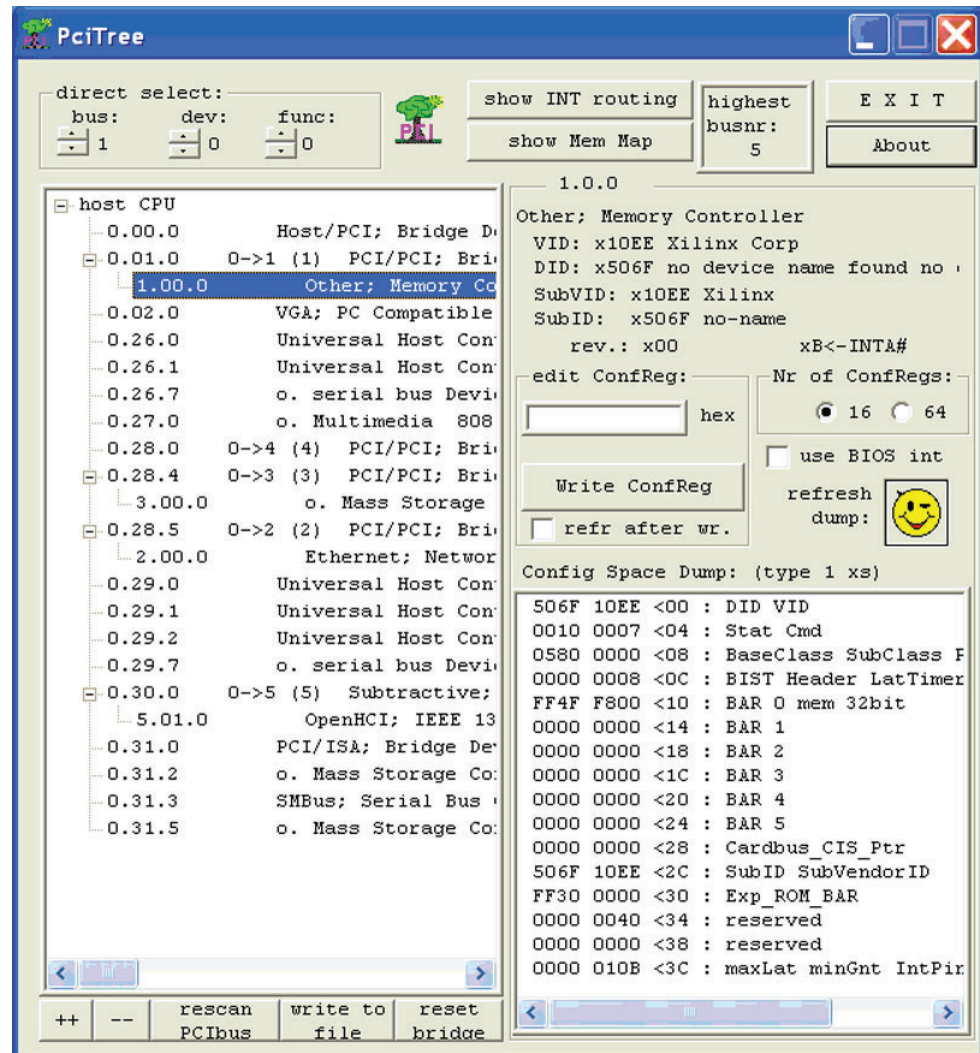 PciTree
direct select:
bus: dev: func:
1 0 0
PCI
show INT routing
show Mem Map
highest
busnr:
5
E X I T
About
host CPU
0.00.0 Host/PCI; Bridge D
0.01.0 0->1 (1) PCI/PCI; Bri
1.00.0 Other; Memory Co
0.02.0 VGA; PC Compatible
0.26.0 Universal Host Con
0.26.1 Universal Host Con
0.26.7 o. serial bus Devi
0.27.0 o. Multimedia 808
0.28.0 0->4 (4) PCI/PCI; Bri
0.28.4 0->3 (3) PCI/PCI; Bri
3.00.0 o. Mass Storage
0.28.5 0->2 (2) PCI/PCI; Bri
2.00.0 Ethernet; Networ
0.29.0 Universal Host Con
0.29.1 Universal Host Con
0.29.2 Universal Host Con
0.29.7 o. serial bus Devi
0.30.0 0->5 (5) Subtractive;
5.01.0 OpenHCI; IEEE 13
0.31.0 PCI/ISA; Bridge De
0.31.2 o. Mass Storage Co
0.31.3 SMBus; Serial Bus
0.31.5 o. Mass Storage Co
++ -- rescan PCIbus write to file reset bridge
1.0.0
Other; Memory Controller
VID: x10EE Xilinx Corp
DID: x506F no device name found no
SubVID: x10EE Xilinx
SubID: x506F no-name
rev.: x00 xB<-INTA#
edit ConfReg: Nr of ConfRegs:
hex 16 64
use BIOS int
Write ConfReg
refresh
dump:
refr after wr.
Config Space Dump: (type 1 xs)
506F 10EE <00 : DID VID
0010 0007 <04 : Stat Cmd
0580 0000 <08 : BaseClass SubClass P
0000 0008 <0C : BIST Header LatTimer
FF4F F800 <10 : BAR 0 mem 32bit
0000 0000 <14 : BAR 1
0000 0000 <18 : BAR 2
0000 0000 <1C : BAR 3
0000 0000 <20 : BAR 4
0000 0000 <24 : BAR 5
0000 0000 <28 : Cardbus_CIS_Ptr
506F 10EE <2C : SubID SubVendorID
FF30 0000 <30 : Exp_ROM_BAR
0000 0040 <34 : reserved
0000 0000 <38 : reserved
0000 010B <3C : maxLat minGnt IntPin